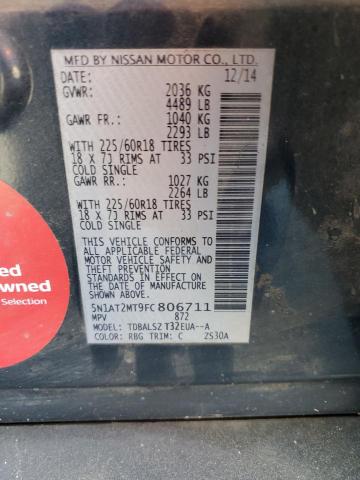 MFD BY NISSAN MOTOR CO., LTD.
DATE: 12/14
GVWR: 2036 KG
4489 LB
GAWR FR.: 1040 KG
2293 LB
WITH 225/60R18 TIRES
18 X 7J RIMS AT 33 PSI
COLD SINGLE
GAWR RR.: 1027 KG
2264 LB
WITH 225/60R18 TIRES
18 X 7J RIMS AT 33 PSI
COLD SINGLE
THIS VEHICLE CONFORMS TO
ALL APPLICABLE FEDERAL
MOTOR VEHICLE SAFETY AND
THEFT PREVENTION
STANDARDS IN EFFECT ON
THE DATE OF MANUFACTURE
SHOWN ABOVE.
5N1AT2MT9FC806711
MPV 872
MODEL: TDBALSZ T32EUA--A
COLOR: RBG TRIM: C ZS30A